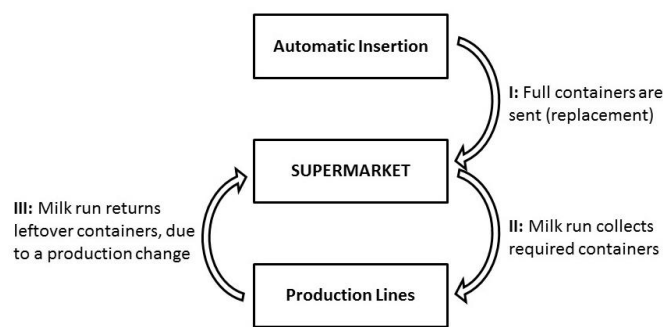 Automatic Insertion
I: Full containers are
sent (replacement)
SUPERMARKET
III: Milk run returns
leftover containers, due
to a production change
II: Milk run collects
required containers
Production Lines